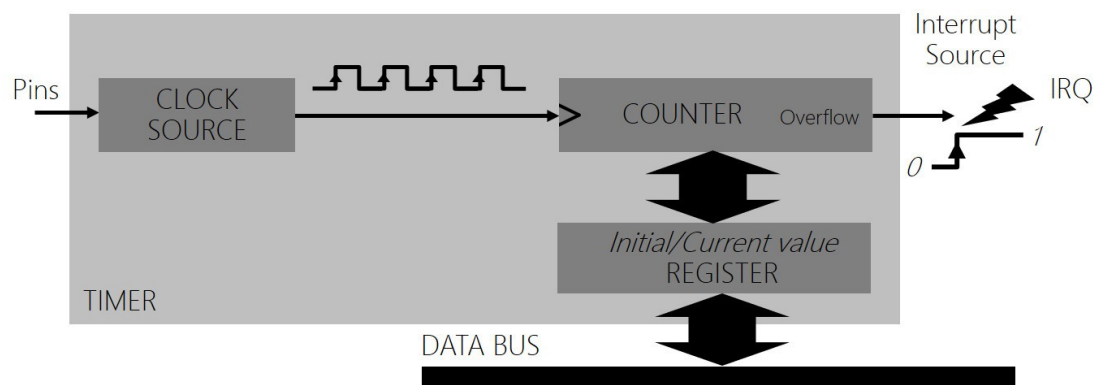 Interrupt
Source
IRQ
Pins
CLOCK
SOURCE
COUNTER
Overflow
1
0
Initial/Current value
REGISTER
TIMER
DATA BUS